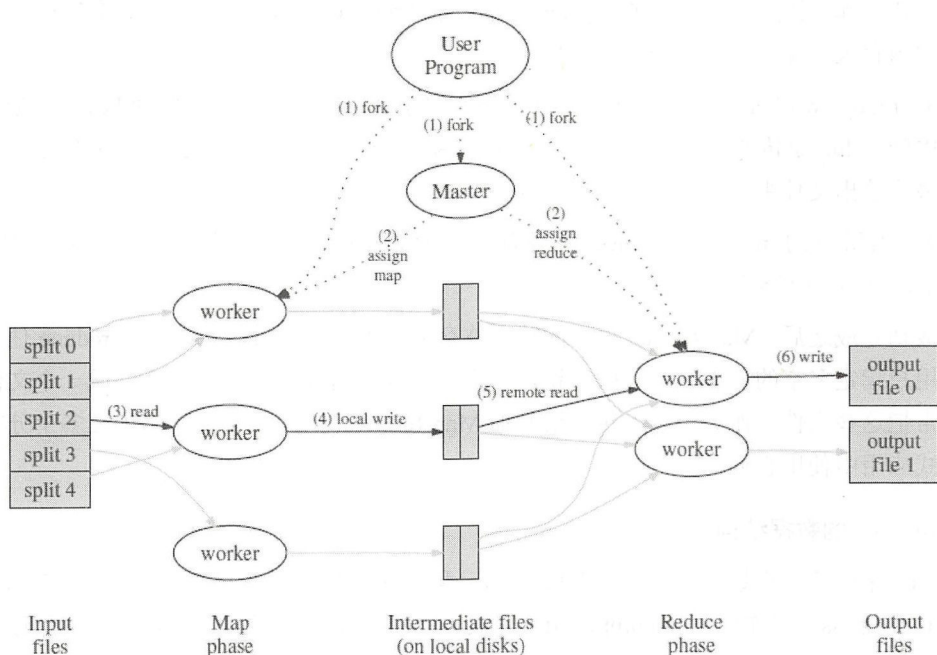 User
Program
(1) fork
(1) fork
(1) fork
Master
(2)
assign
map
(2)
assign
reduce
worker
split 0
split 1
split 2
split 3
split 4
(3) read
worker
(4) local write
(5) remote read
worker
(6) write
output
file 0
worker
output
file 1
worker
Input
files
Map
phase
Intermediate files
(on local disks)
Reduce
phase
Output
files